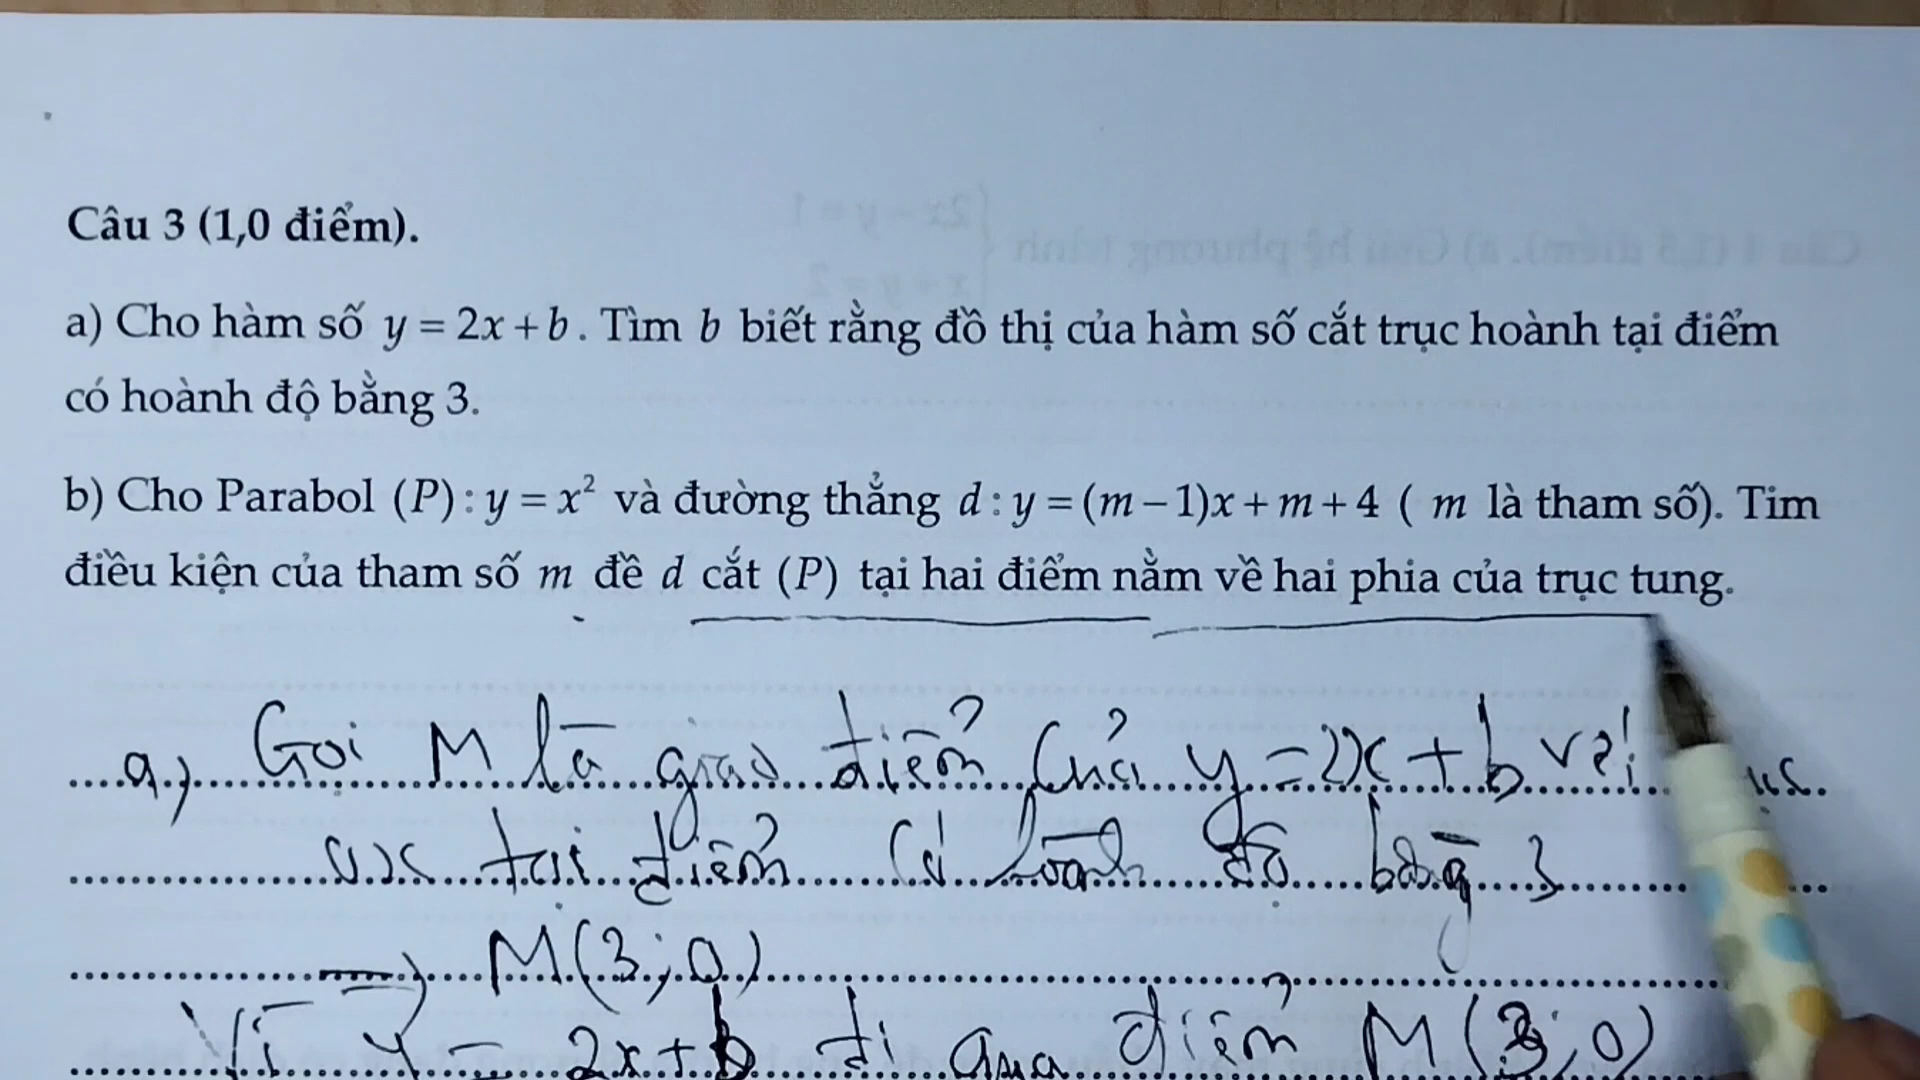 Câu 3 (1,0 điểm).
a) Cho hàm số y = 2x + b . Tìm b biết rằng đồ thị của hàm số cắt trục hoành tại điểm
có hoành độ bằng 3.
b) Cho Parabol (P) : y = x² và đường thẳng d : y = (m − 1)x + m + 4 ( m là tham số). Tìm
điều kiện của tham số m đề d cắt (P) tại hai điểm nằm về hai phia của trục tung.
a) Gọi M là giao điểm của y = 2x + b với
tại điểm có hoành độ bằng 3
→ M(3; 0)
Vì y = 2x + b đi qua điểm M(3; 0)